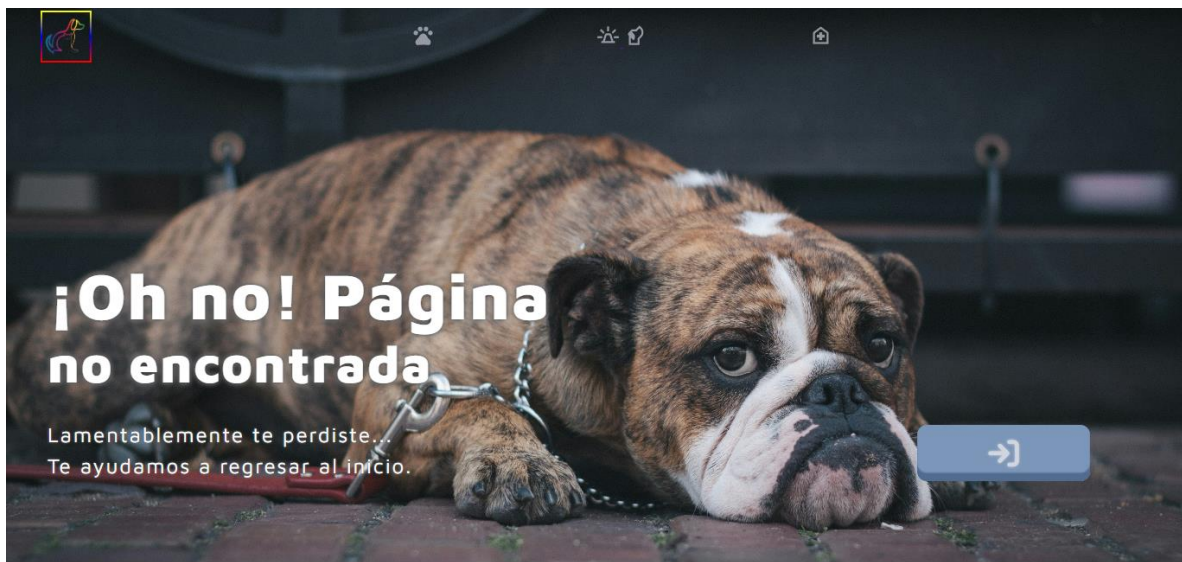 ¡Oh no! Página
no encontrada
Lamentablemente te perdiste...
Te ayudamos a regresar al inicio.